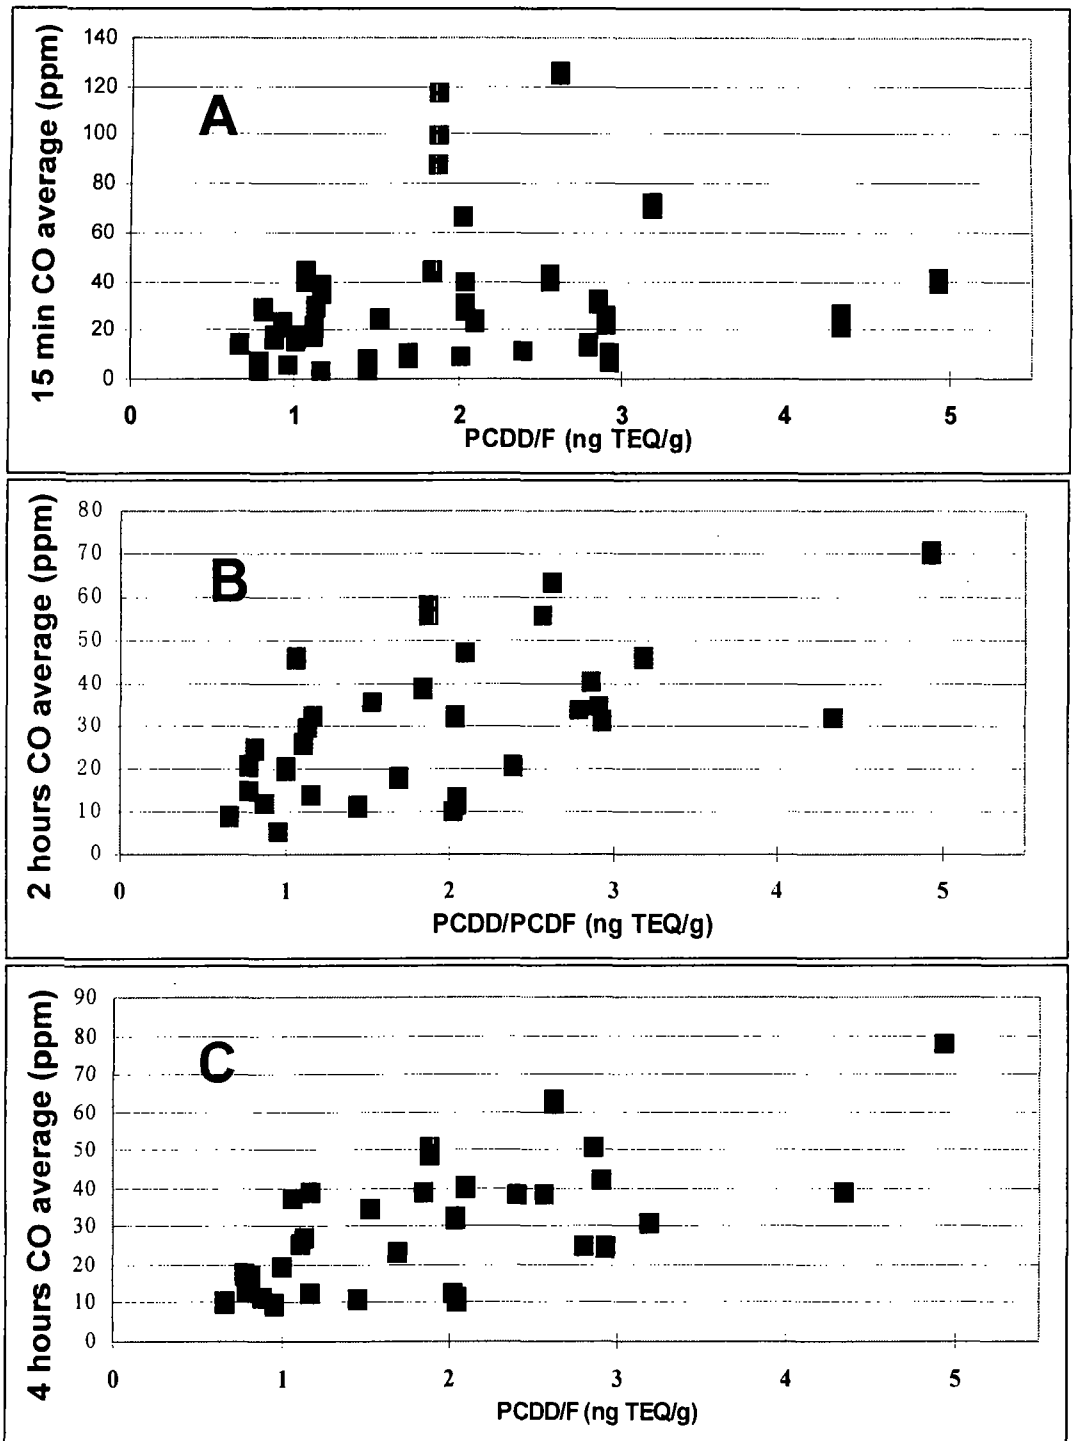 15 min CO average (ppm)
140
120
100
80
60
40
20
0
A
0 1 2 3 4 5
PCDD/F (ng TEQ/g)
2 hours CO average (ppm)
80
70
60
50
40
30
20
10
0
B
0 1 2 3 4 5
PCDD/PCDF (ng TEQ/g)
4 hours CO average (ppm)
90
80
70
60
50
40
30
20
10
0
C
0 1 2 3 4 5
PCDD/F (ng TEQ/g)